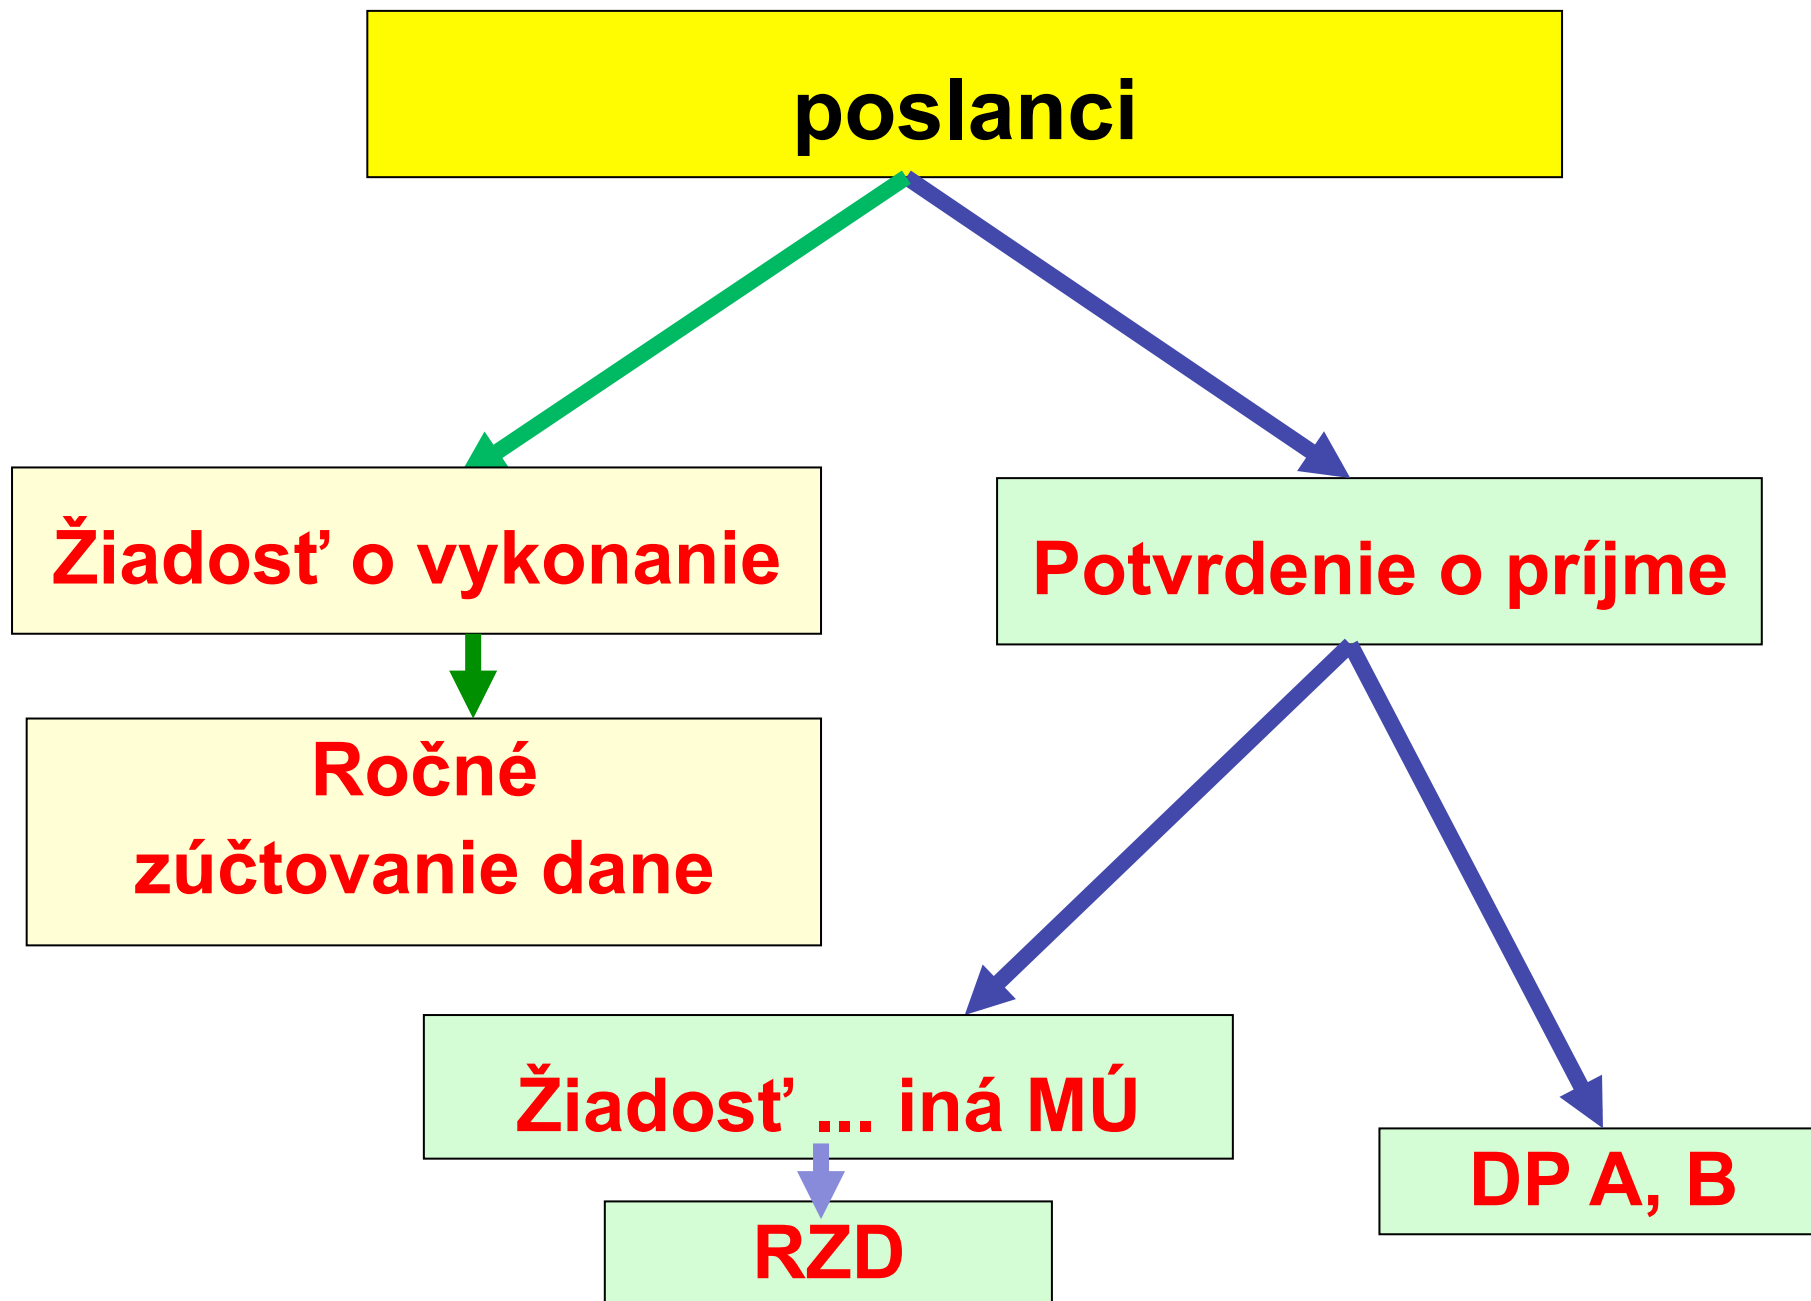 poslanci
Žiadosť o vykonanie
Potvrdenie o príjme
Ročné
zúčtovanie dane
Žiadosť ... iná MÚ
DP A, B
RZD